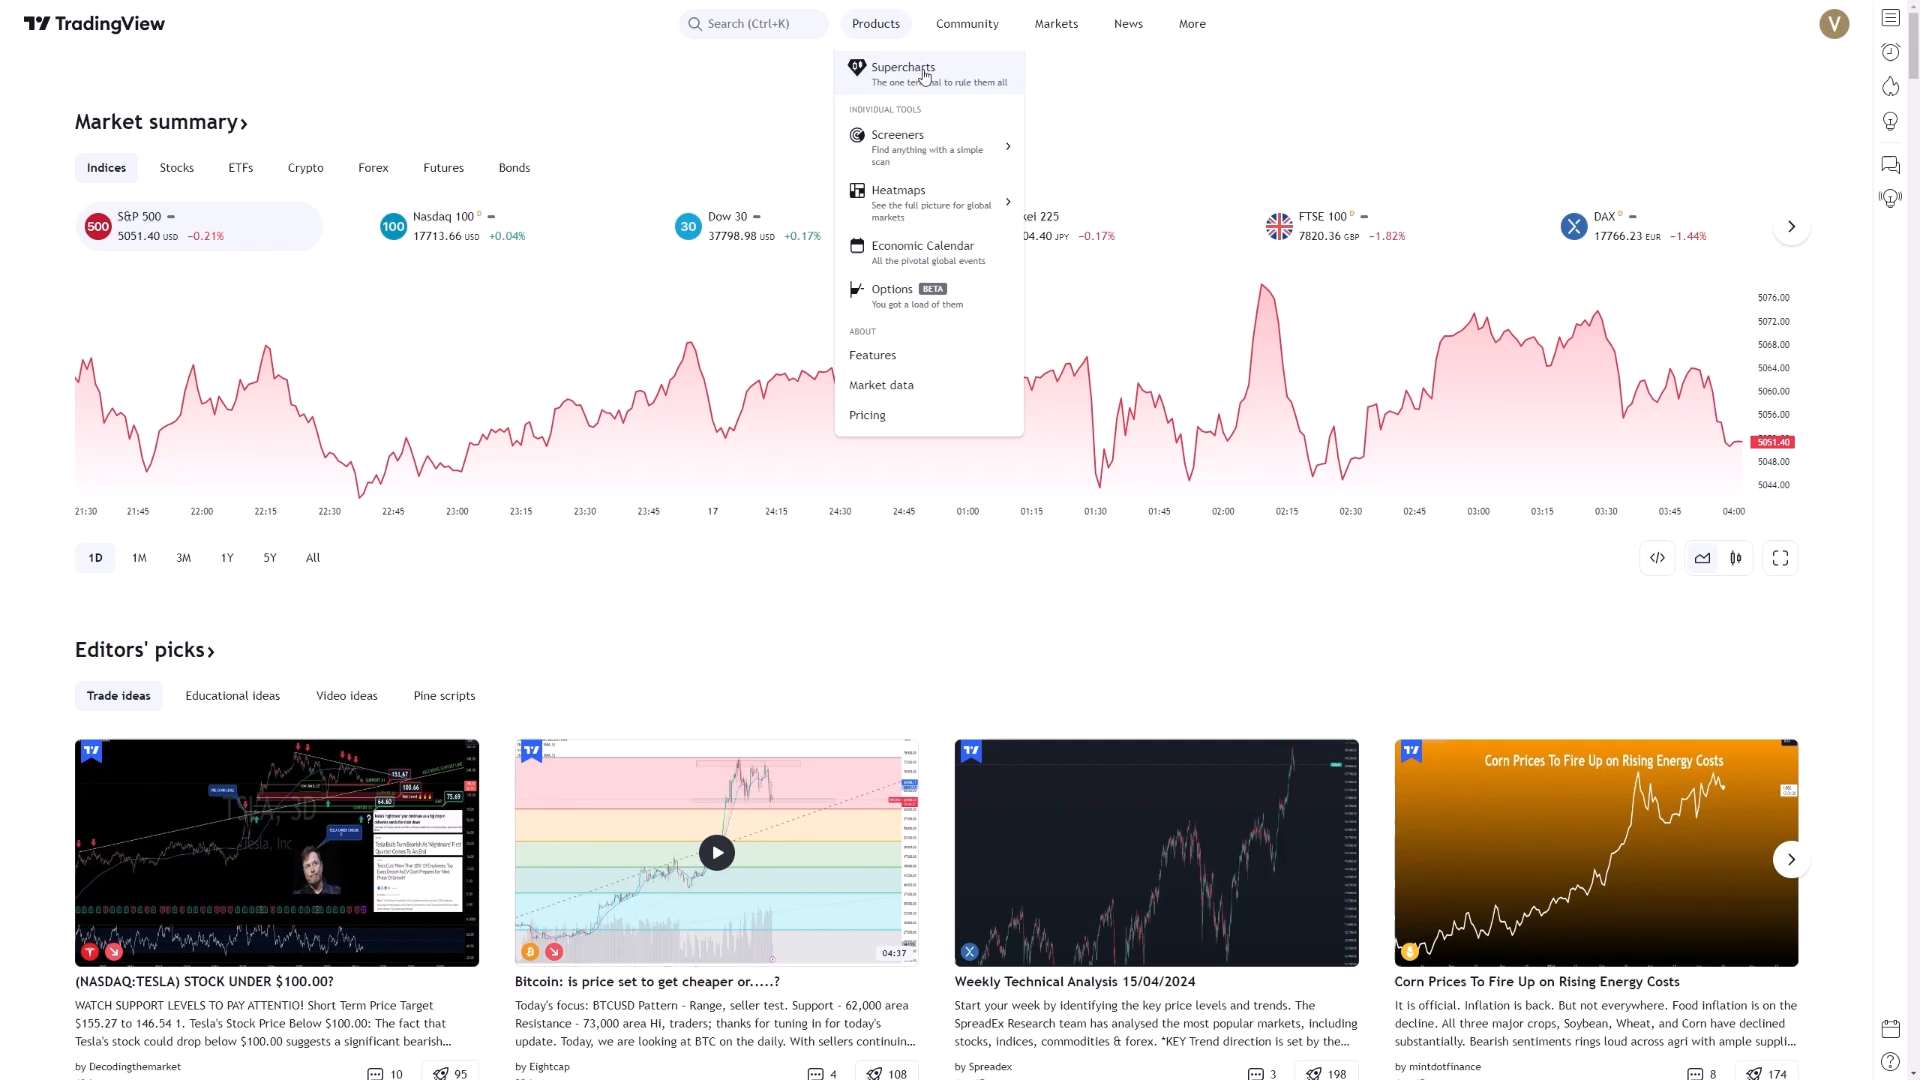 TradingView
Search (Ctrl+K)
Products
Community
Markets
News
More
V
Supercharts
The one terminal to rule them all
INDIVIDUAL TOOLS
Screeners
Find anything with a simple
scan
Heatmaps
See the full picture for global
markets
Economic Calendar
All the pivotal global events
Options BETA
You got a load of them
ABOUT
Features
Market data
Pricing
Market summary
Indices
Stocks
ETFs
Crypto
Forex
Futures
Bonds
500
S&P 500
5051.40 USD −0.21%
100
Nasdaq 100 D
17713.66 USD +0.04%
30
Dow 30
37798.98 USD +0.17%
225
04.40 JPY −0.17%
FTSE 100 D
7820.36 GBP −1.82%
DAX D
17766.23 EUR −1.44%
5076.00
5072.00
5068.00
5064.00
5060.00
5056.00
5051.40
5048.00
5044.00
21:30 21:45 22:00 22:15 22:30 22:45 23:00 23:15 23:30 23:45 17 24:15 24:30 24:45 01:00 01:15 01:30 01:45 02:00 02:15 02:30 02:45 03:00 03:15 03:30 03:45 04:00
1D 1M 3M 1Y 5Y All
Editors' picks
Trade ideas
Educational ideas
Video ideas
Pine scripts
151.67
100.66
64.60
75.69
04:37
Corn Prices To Fire Up on Rising Energy Costs
(NASDAQ:TESLA) STOCK UNDER $100.00?
WATCH SUPPORT LEVELS TO PAY ATTENTIO! Short Term Price Target
$155.27 to 146.54 1. Tesla's Stock Price Below $100.00: The fact that
Tesla's stock could drop below $100.00 suggests a significant bearish...
by Decodingthemarket
10
95
Bitcoin: is price set to get cheaper or.....?
Today's focus: BTCUSD Pattern - Range, seller test. Support - 62,000 area
Resistance - 73,000 area Hi, traders; thanks for tuning in for today's
update. Today, we are looking at BTC on the daily. With sellers continuin...
by Eightcap
4
108
Weekly Technical Analysis 15/04/2024
Start your week by identifying the key price levels and trends. The
SpreadEx Research team has analysed the most popular markets, including
stocks, indices, commodities & forex. *KEY Trend direction is set by the...
by Spreadex
3
198
Corn Prices To Fire Up on Rising Energy Costs
It is official. Inflation is back. But not everywhere. Food inflation is on the
decline. All three major crops, Soybean, Wheat, and Corn have declined
substantially. Bearish sentiments rings loud across agri with ample suppli...
by mintdotfinance
8
174